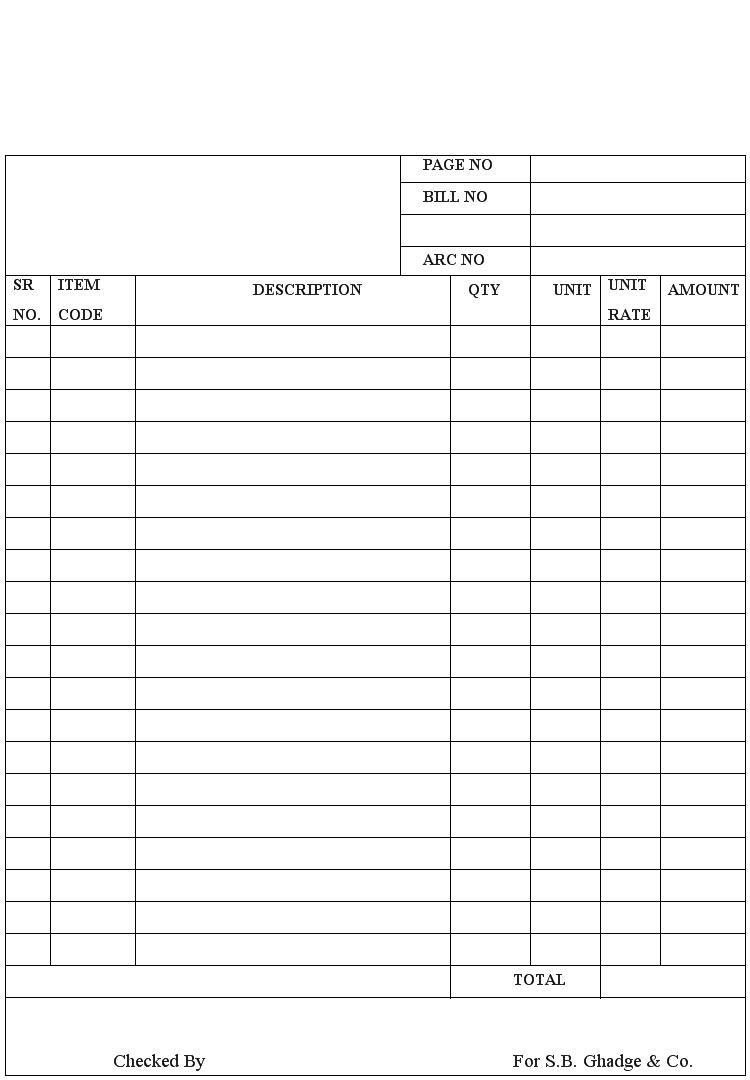 PAGE NO
BILL NO
ARC NO
SR ITEM DESCRIPTION QTY UNIT UNIT AMOUNT
NO. CODE RATE
TOTAL
Checked By For S.B. Ghadge & Co.